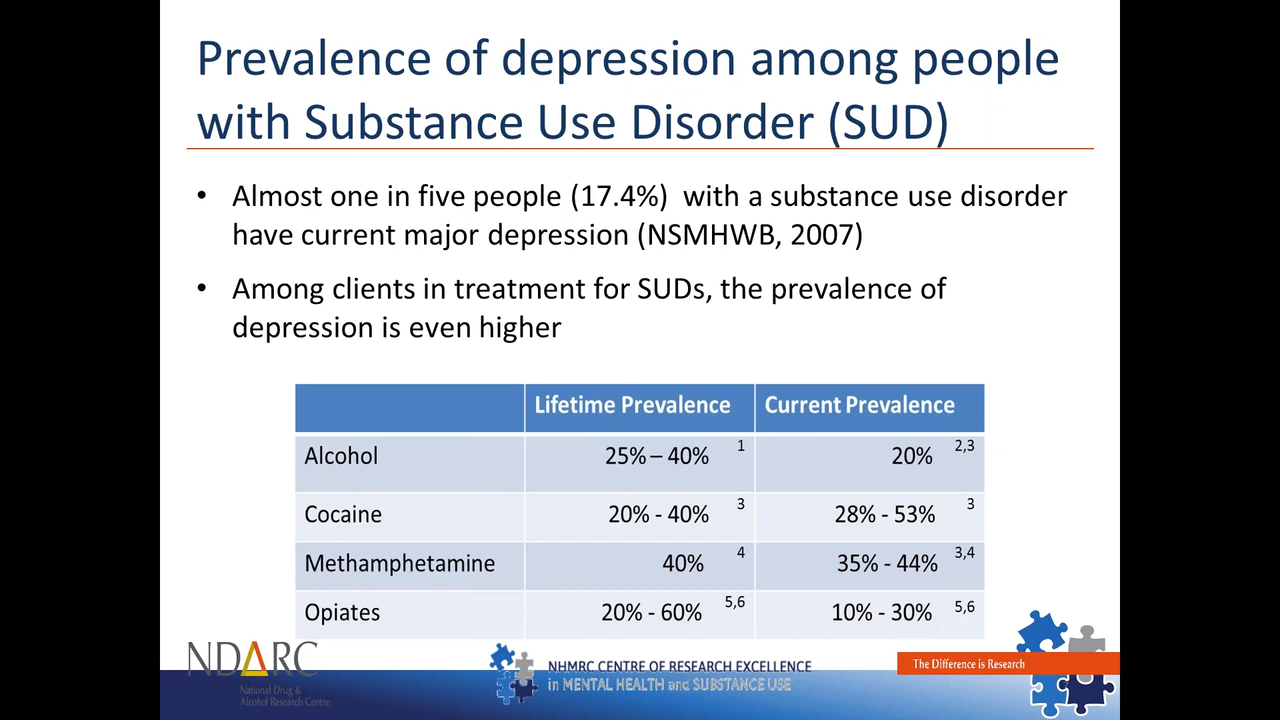 Prevalence of depression among people
with Substance Use Disorder (SUD)
• Almost one in five people (17.4%)  with a substance use disorder
have current major depression (NSMHWB, 2007)
• Among clients in treatment for SUDs, the prevalence of
depression is even higher
Lifetime Prevalence Current Prevalence
Alcohol 25% – 40% 1 20% 2,3
Cocaine 20% - 40% 3 28% - 53% 3
Methamphetamine 40% 4 35% - 44% 3,4
Opiates 20% - 60% 5,6 10% - 30% 5,6
NDARC
National Drug &
Alcohol Research Centre
NHMRC CENTRE OF RESEARCH EXCELLENCE
in MENTAL HEALTH and SUBSTANCE USE
The Difference is Research